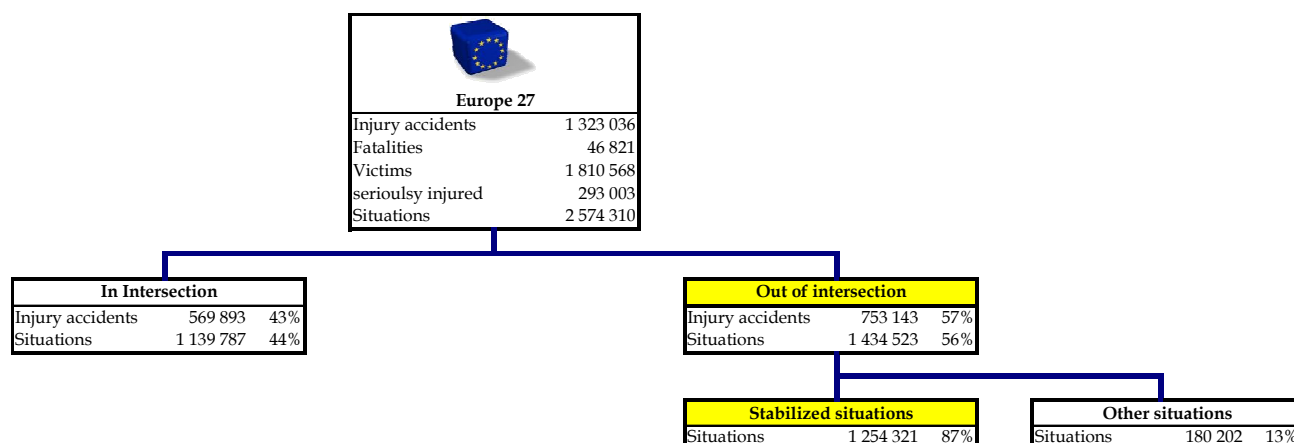 Europe 27
Injury accidents 1 323 036
Fatalities 46 821
Victims 1 810 568
serioulsy injured 293 003
Situations 2 574 310
In Intersection
Injury accidents 569 893 43%
Situations 1 139 787 44%
Out of intersection
Injury accidents 753 143 57%
Situations 1 434 523 56%
Stabilized situations
Situations 1 254 321 87%
Other situations
Situations 180 202 13%